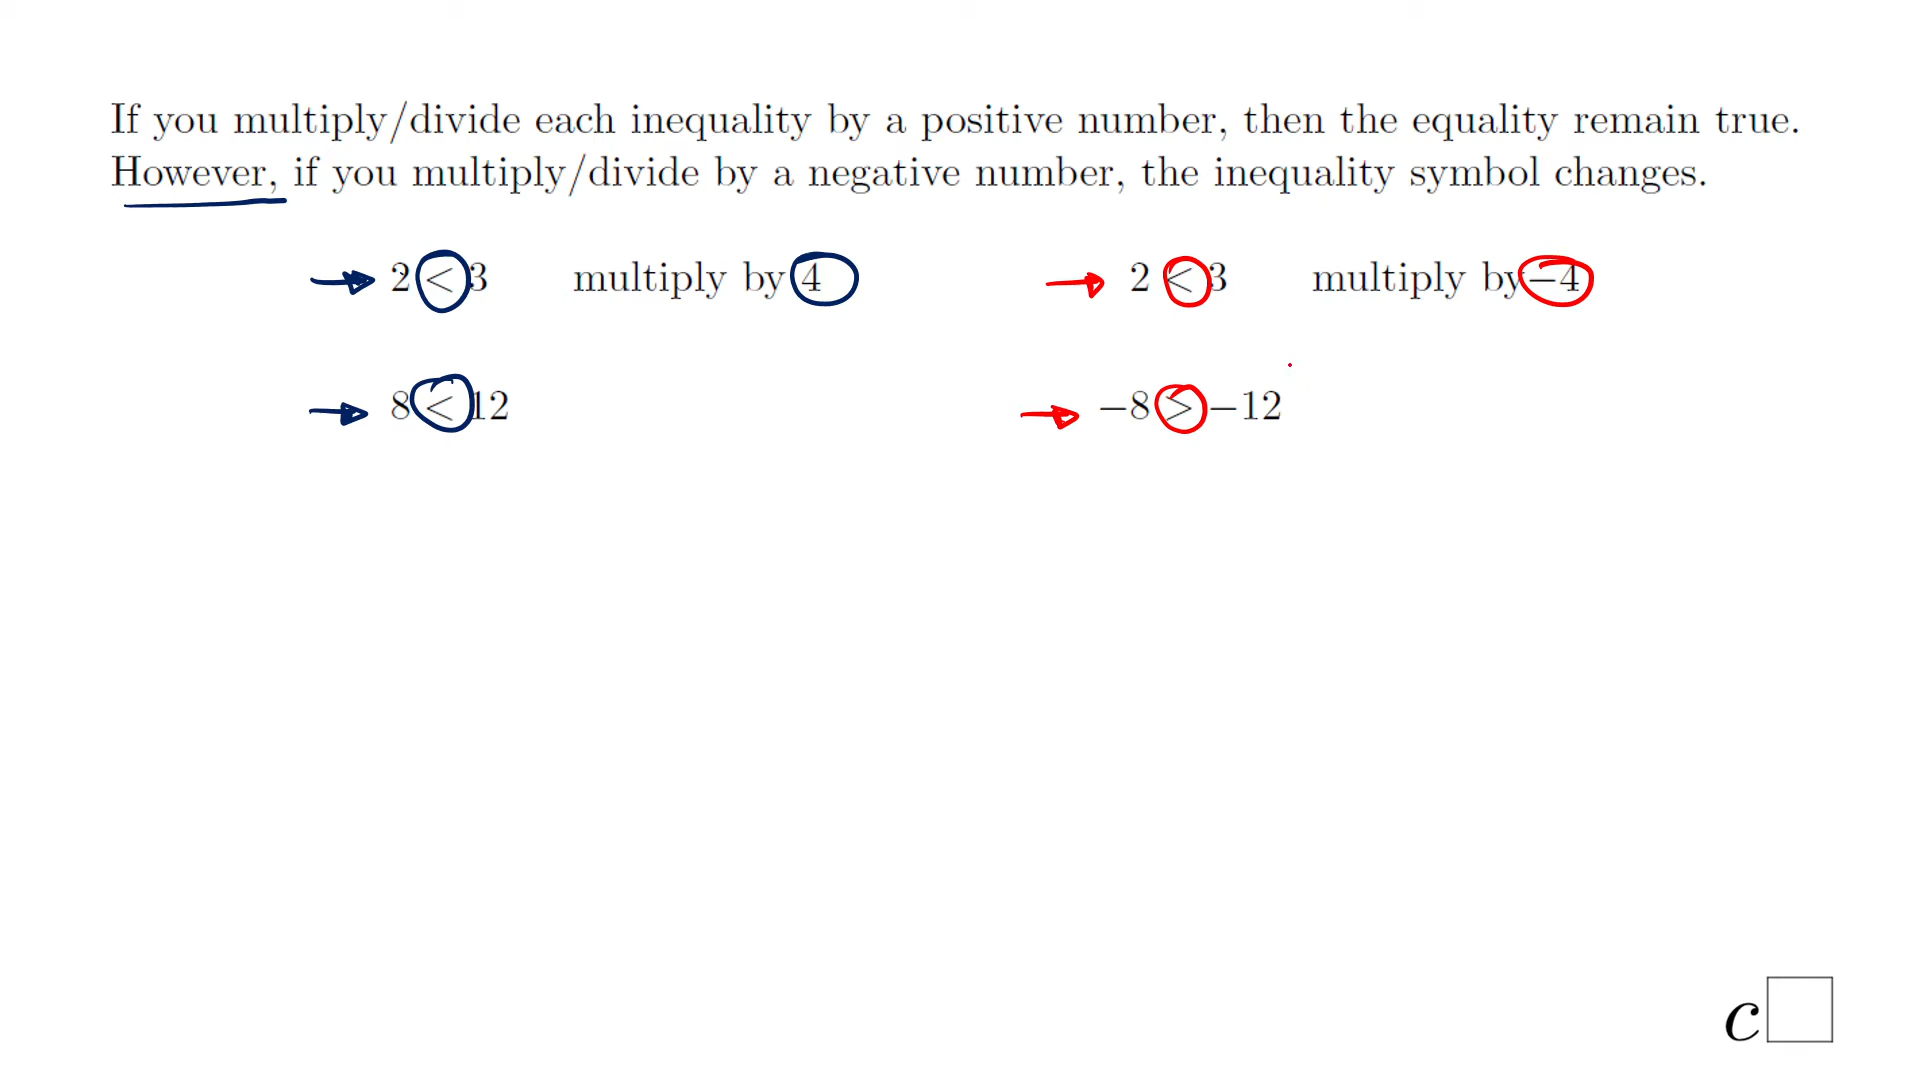 If you multiply/divide each inequality by a positive number, then the equality remain true.
However, if you multiply/divide by a negative number, the inequality symbol changes.
2 < 3 multiply by 4
2 < 3 multiply by −4
8 < 12
−8 > −12
c